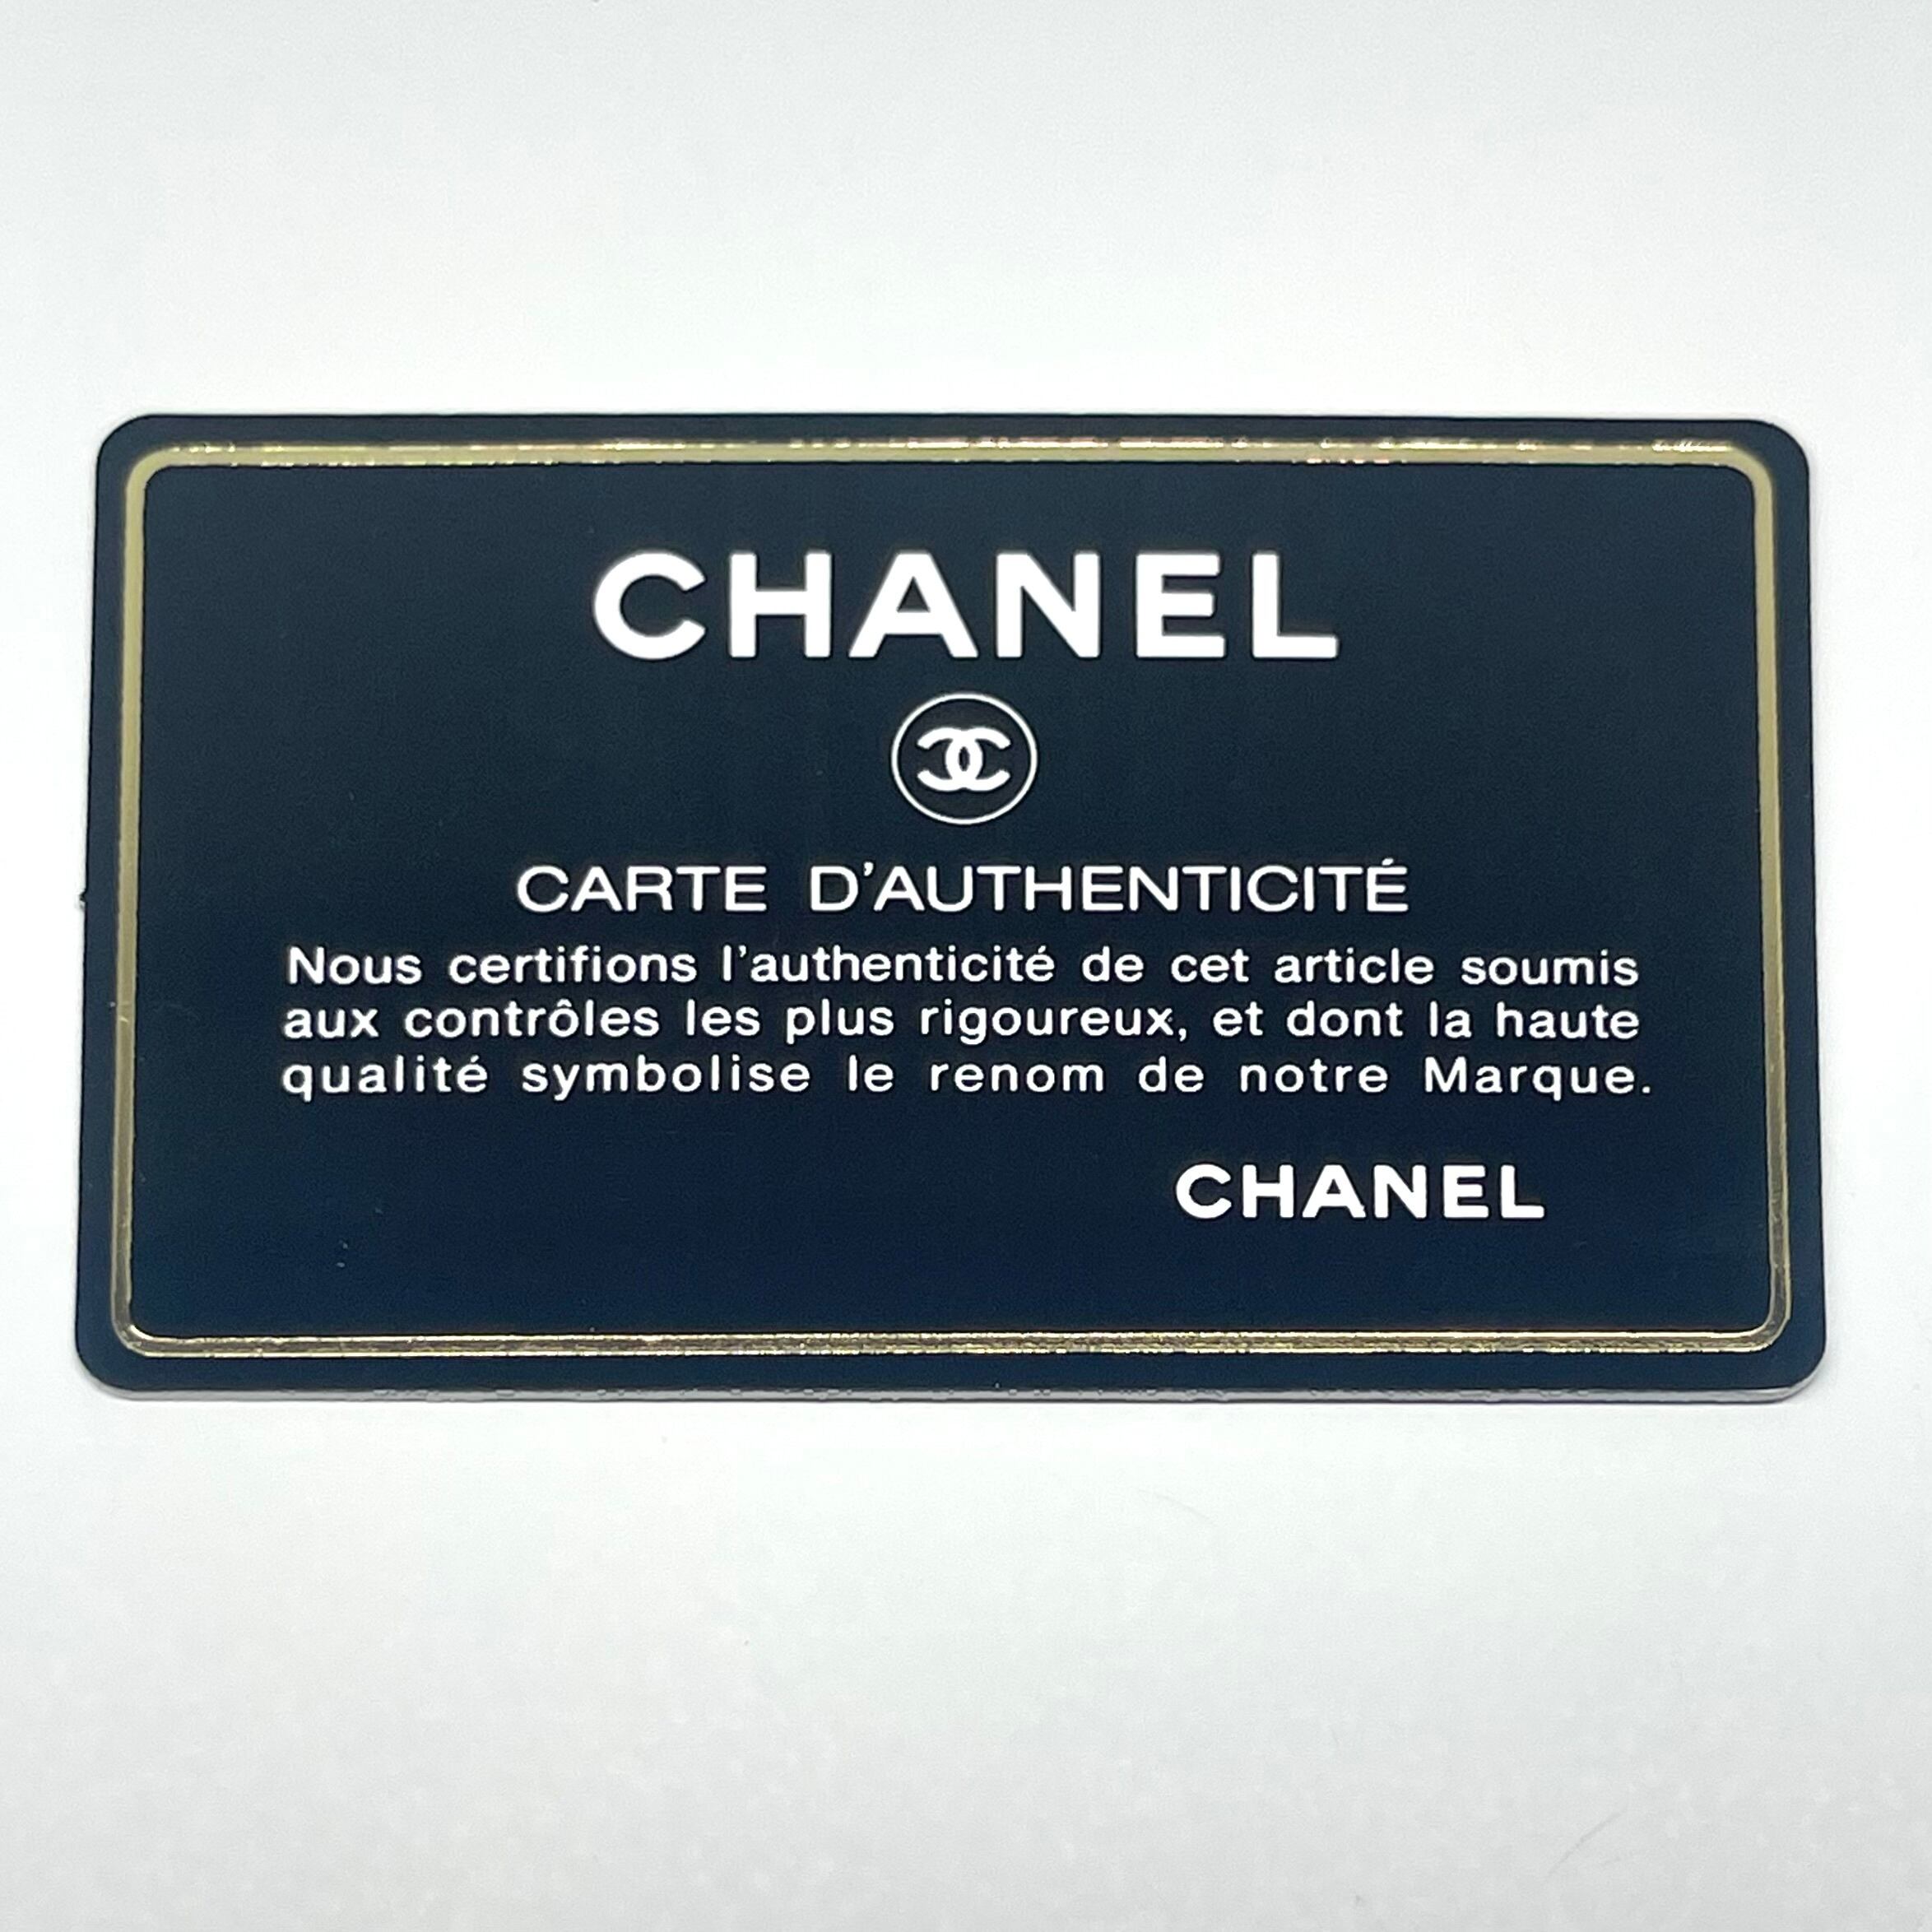 CHANEL
CARTE D'AUTHENTICITÉ
Nous certifions l'authenticité de cet article soumis
aux contrôles les plus rigoureux, et dont la haute
qualité symbolise le renom de notre Marque.
CHANEL